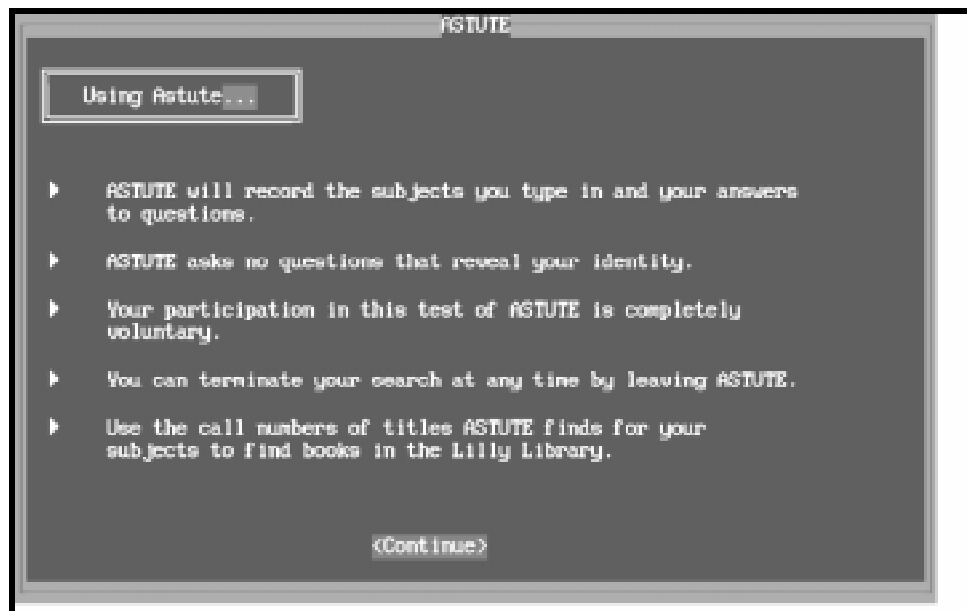 ASTUTE
Using Astute...
ASTUTE will record the subjects you type in and your answers
to questions.
ASTUTE asks no questions that reveal your identity.
Your participation in this test of ASTUTE is completely
voluntary.
You can terminate your search at any time by leaving ASTUTE.
Use the call numbers of titles ASTUTE finds for your
subjects to find books in the Lilly Library.
<Continue>